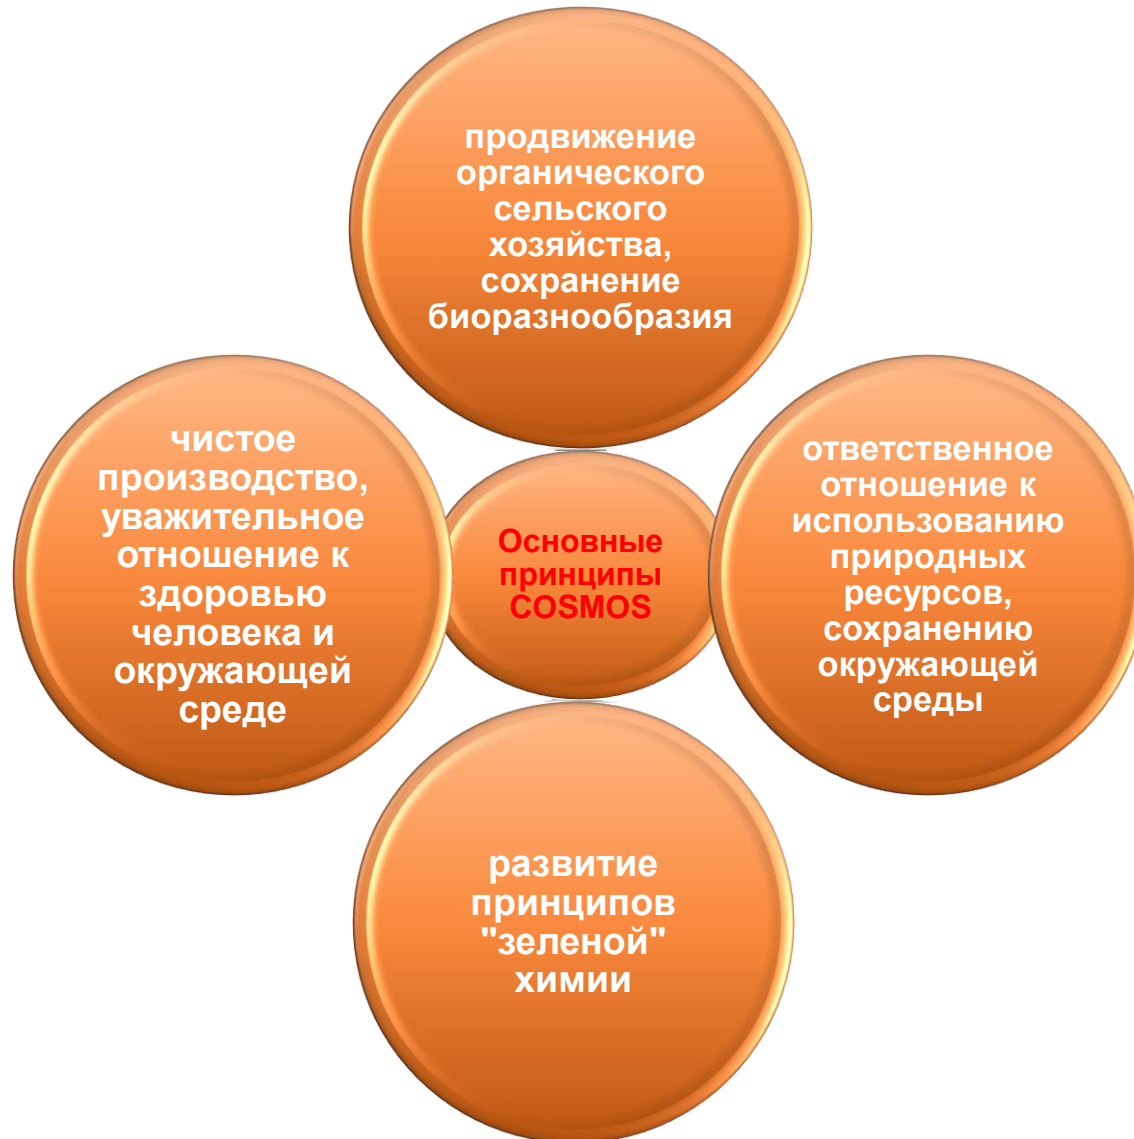 продвижение
органического
сельского
хозяйства,
сохранение
биоразнообразия
чистое
производство,
уважительное
отношение к
здоровью
человека и
окружающей
среде
Основные
принципы
COSMOS
ответственное
отношение к
использованию
природных
ресурсов,
сохранению
окружающей
среды
развитие
принципов
"зеленой"
химии